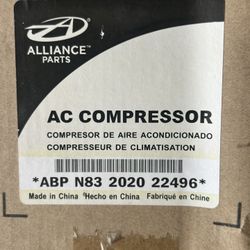 ALLIANCE™
PARTS
AC COMPRESSOR
COMPRESOR DE AIRE ACONDICIONADO
COMPRESSEUR DE CLIMATISATION
*ABP N83 2020 22496*
Made in China Hecho en China Fabriqué en Chine